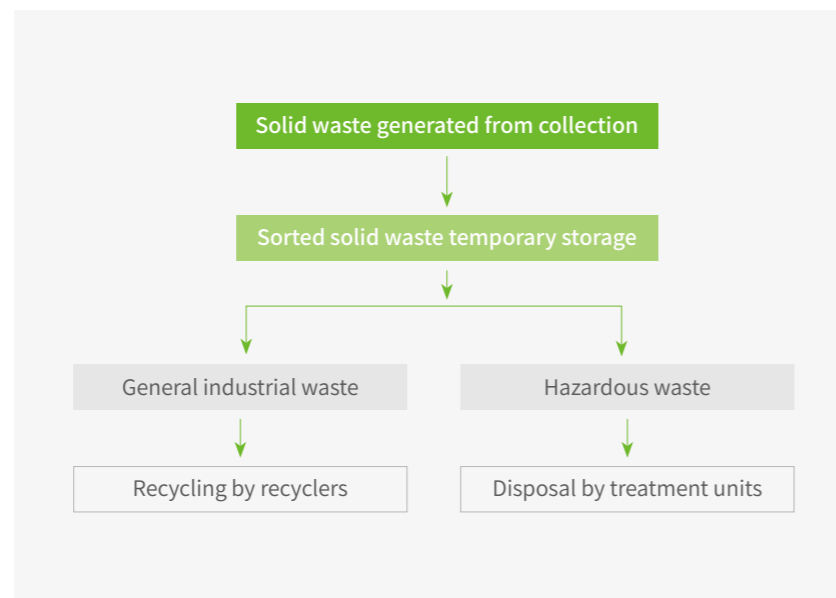 Solid waste generated from collection
Sorted solid waste temporary storage
General industrial waste
Hazardous waste
Recycling by recyclers
Disposal by treatment units